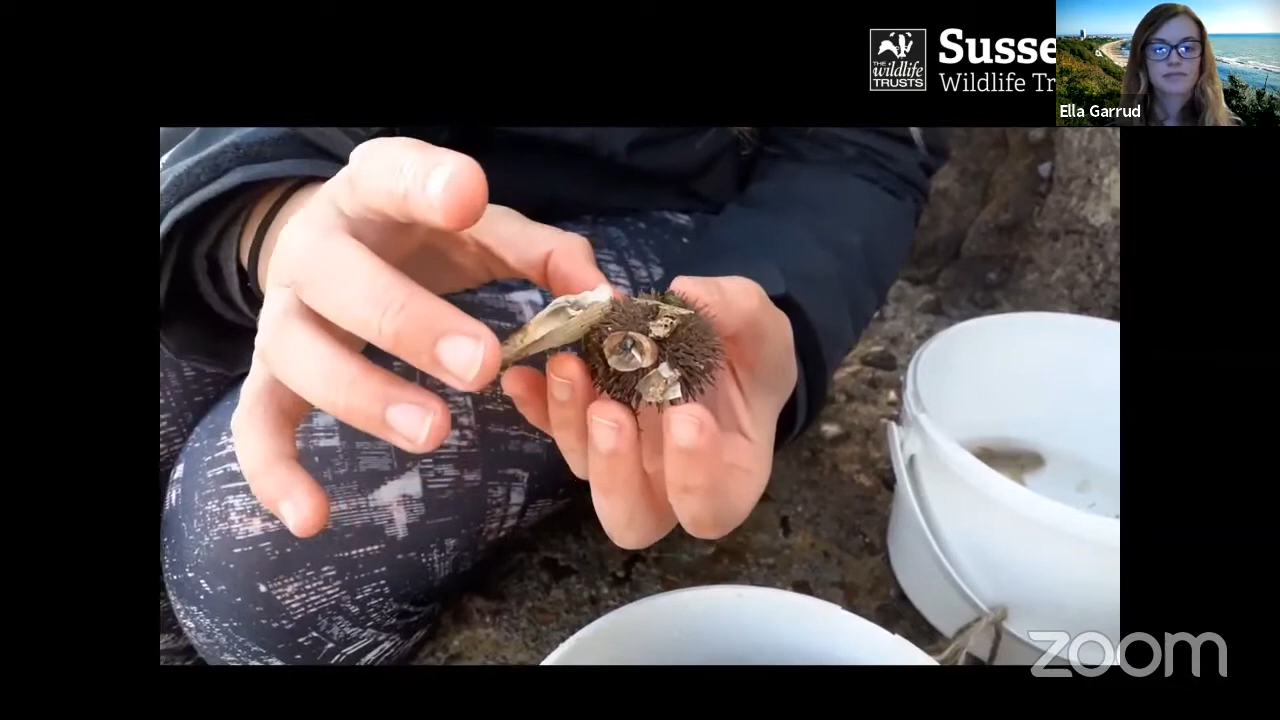 Susse
THE
wildlife
TRUSTS
Wildlife Tr
Ella Garrud
zoom